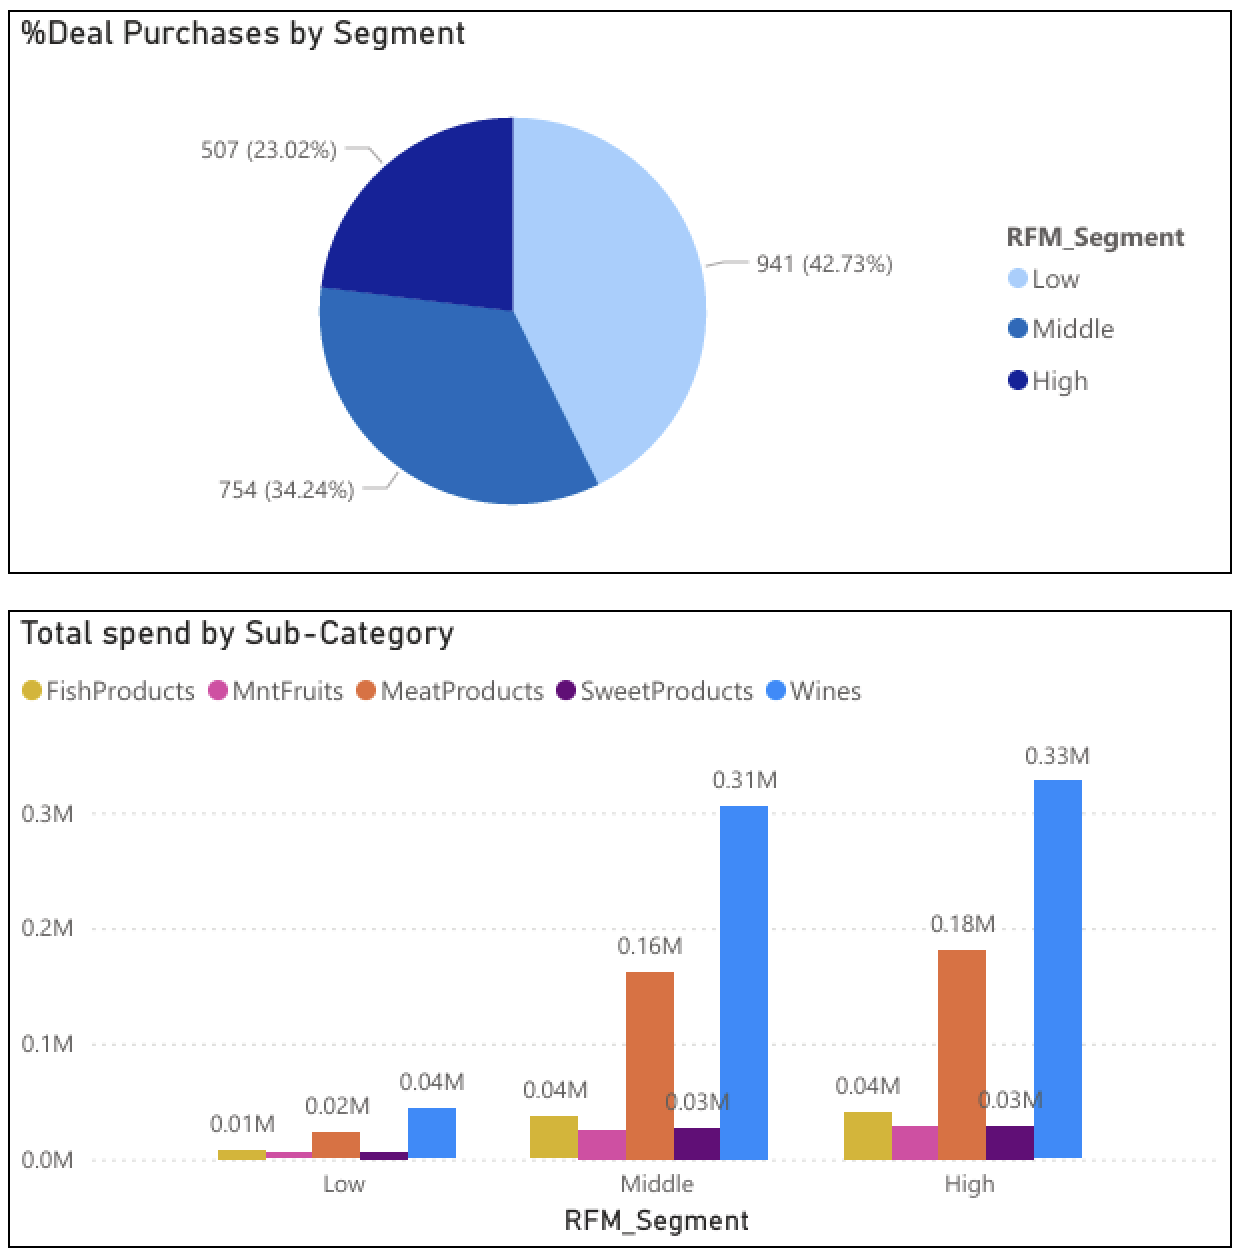 %Deal Purchases by Segment
507 (23.02%)
941 (42.73%)
754 (34.24%)
RFM_Segment
Low
Middle
High
Total spend by Sub-Category
FishProducts MntFruits MeatProducts SweetProducts Wines
0.3M
0.2M
0.1M
0.0M
0.01M
0.02M
0.04M
0.04M
0.16M
0.03M
0.31M
0.04M
0.18M
0.03M
0.33M
Low Middle High
RFM_Segment